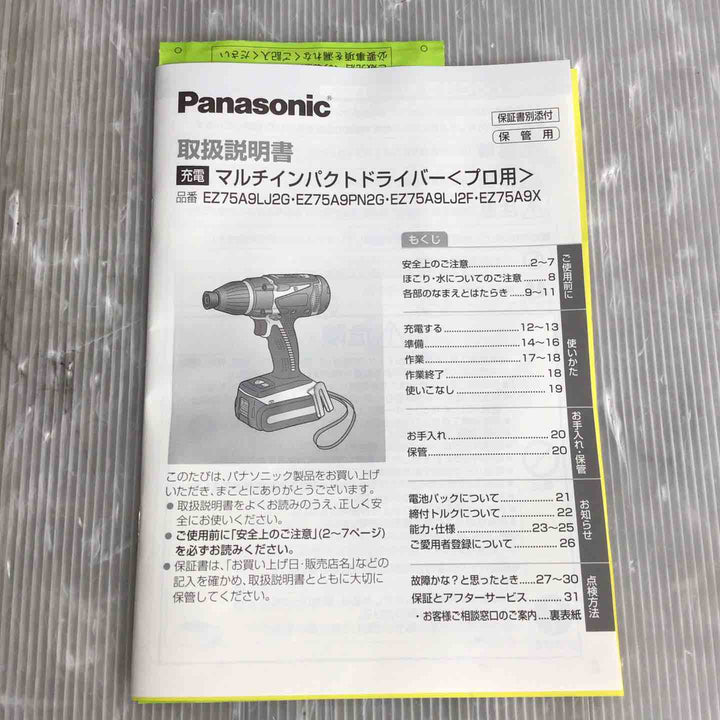 必要事項を漏れなくご記入ください
Panasonic®
保証書別添付
保管用
取扱説明書
充電 マルチインパクトドライバー＜プロ用＞
品番 EZ75A9LJ2G・EZ75A9PN2G・EZ75A9LJ2F・EZ75A9X
もくじ
ご使用前に
安全上のご注意……………2〜7
ほこり・水についてのご注意……8
各部のなまえとはたらき……9〜11
使いかた
充電する……………12〜13
準備……………14〜16
作業……………17〜18
作業終了……………18
使いこなし……………19
お手入れ・保管
お手入れ……………20
保管……………20
お知らせ
電池パックについて……………21
締付トルクについて……………22
能力・仕様……………23〜25
ご愛用者登録について……………26
点検方法
故障かな？と思ったとき……27〜30
保証とアフターサービス……………31
・お客様ご相談窓口のご案内……裏表紙
このたびは、パナソニック製品をお買い上げ
いただき、まことにありがとうございます。
● 取扱説明書をよくお読みのうえ、正しく安
全にお使いください。
● ご使用前に「安全上のご注意」（2〜7ページ）
を必ずお読みください。
● 保証書は、「お買い上げ日・販売店名」などの
記入を確かめ、取扱説明書とともに大切に
保管してください。